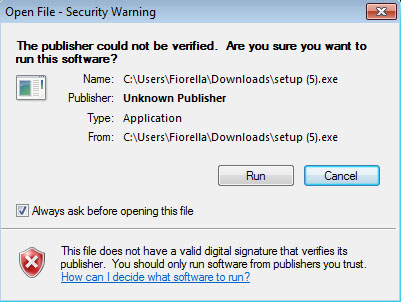 Open File - Security Warning
The publisher could not be verified.  Are you sure you want to
run this software?
Name: C:\Users\Fiorella\Downloads\setup (5).exe
Publisher: Unknown Publisher
Type: Application
From: C:\Users\Fiorella\Downloads\setup (5).exe
Run Cancel
Always ask before opening this file
This file does not have a valid digital signature that verifies its
publisher.  You should only run software from publishers you trust.
How can I decide what software to run?